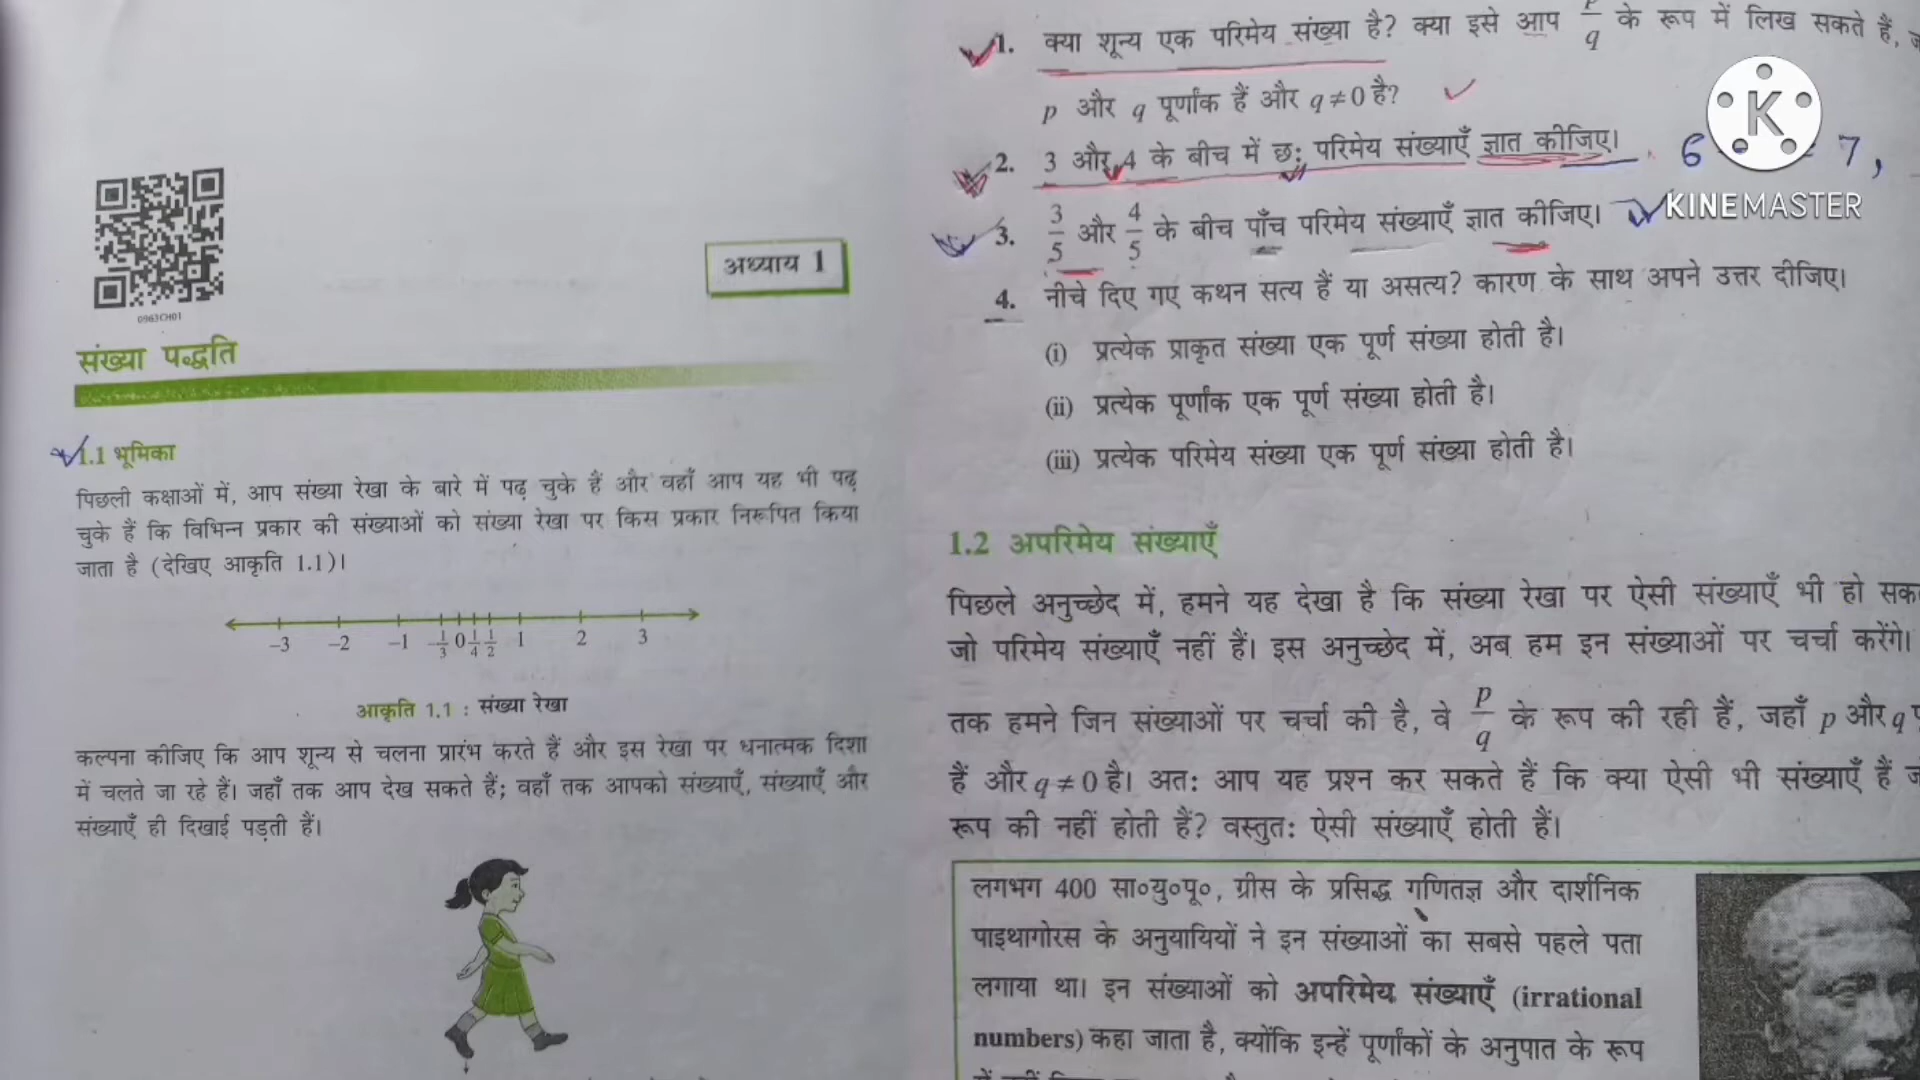 0963CH01
अध्याय 1
संख्या पद्धति
1.1 भूमिका
पिछली कक्षाओं में, आप संख्या रेखा के बारे में पढ़ चुके हैं और वहाँ आप यह भी पढ़
चुके हैं कि विभिन्न प्रकार की संख्याओं को संख्या रेखा पर किस प्रकार निरूपित किया
जाता है (देखिए आकृति 1.1)।
–3 –2 –1 –1/3 0 1/4 1/2 1 2 3
आकृति 1.1 : संख्या रेखा
कल्पना कीजिए कि आप शून्य से चलना प्रारंभ करते हैं और इस रेखा पर धनात्मक दिशा
में चलते जा रहे हैं। जहाँ तक आप देख सकते हैं; वहाँ तक आपको संख्याएँ, संख्याएँ और
संख्याएँ ही दिखाई पड़ती हैं।
1. क्या शून्य एक परिमेय संख्या है? क्या इसे आप p/q के रूप में लिख सकते हैं,
p और q पूर्णांक हैं और q ≠ 0 है?
2. 3 और 4 के बीच में छः परिमेय संख्याएँ ज्ञात कीजिए। 6 7,
3. 3/5 और 4/5 के बीच पाँच परिमेय संख्याएँ ज्ञात कीजिए।
4. नीचे दिए गए कथन सत्य हैं या असत्य? कारण के साथ अपने उत्तर दीजिए।
(i) प्रत्येक प्राकृत संख्या एक पूर्ण संख्या होती है।
(ii) प्रत्येक पूर्णांक एक पूर्ण संख्या होती है।
(iii) प्रत्येक परिमेय संख्या एक पूर्ण संख्या होती है।
1.2 अपरिमेय संख्याएँ
पिछले अनुच्छेद में, हमने यह देखा है कि संख्या रेखा पर ऐसी संख्याएँ भी हो
जो परिमेय संख्याएँ नहीं हैं। इस अनुच्छेद में, अब हम इन संख्याओं पर चर्चा करेंगे।
तक हमने जिन संख्याओं पर चर्चा की है, वे p/q के रूप की रही हैं, जहाँ p और q
हैं और q ≠ 0 है। अतः आप यह प्रश्न कर सकते हैं कि क्या ऐसी भी संख्याएँ हैं
रूप की नहीं होती हैं? वस्तुतः ऐसी संख्याएँ होती हैं।
लगभग 400 सा०यु०पू०, ग्रीस के प्रसिद्ध गणितज्ञ और दार्शनिक
पाइथागोरस के अनुयायियों ने इन संख्याओं का सबसे पहले पता
लगाया था। इन संख्याओं को अपरिमेय संख्याएँ (irrational
numbers) कहा जाता है, क्योंकि इन्हें पूर्णांकों के अनुपात के रूप
K
KINEMASTER